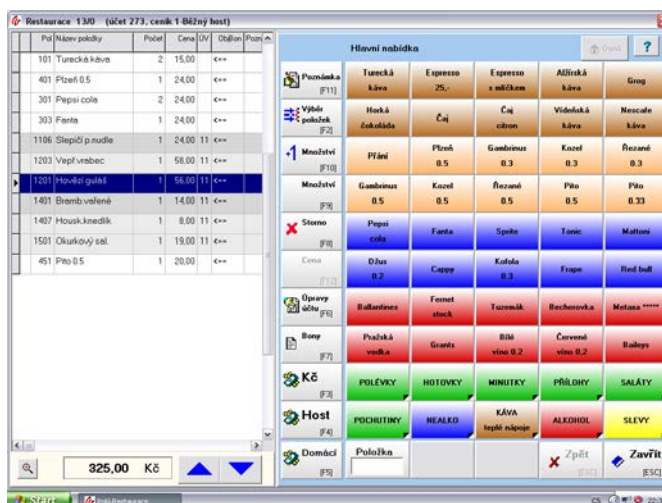 Restaurace 13/0 (účet 273, ceník 1-Běžný host)
Pol Název položky Počet Cena ÚV ObjBon Pozn
101 Turecká káva 2 15,00 <==
401 Plzeň 0.5 1 24,00 <==
301 Pepsi cola 2 24,00 <==
303 Fanta 1 24,00 <==
1106 Slepičí p.nudle 1 24,00 11 <==
1203 Vepř.vrabec 1 58,00 11 <==
1201 Hovězí guláš 1 56,00 11 <==
1401 Bramb.vařené 1 14,00 11 <==
1407 Housk.knedlík 1 8,00 11 <==
1501 Okurkový sal. 1 19,00 11 <==
451 Pito 0.5 1 20,00 <==
325,00 Kč
Hlavní nabídka
Domů
?
Poznámka
[F11]
Výběr
položek
[F2]
+1 Množství
[F10]
Množství
[F9]
Storno
[F8]
Cena
[F12]
Úpravy
účtu [F6]
Bony
[F7]
Kč
[F3]
Host
[F4]
Domácí
[F5]
Turecká
káva
Espresso
25,-
Espresso
s mlíčkem
Alžírská
káva
Grog
Horká
čokoláda
Čaj
Čaj
citron
Vídeňská
káva
Nescafe
káva
Přání
Plzeň
0.5
Gambrinus
0.3
Kozel
0.3
Řezané
0.3
Gambrinus
0.5
Kozel
0.5
Řezané
0.5
Pito
0.5
Pito
0.33
Pepsi
cola
Fanta
Sprite
Tonic
Mattoni
Džus
0.2
Cappy
Kofola
0.3
Frape
Red bull
Ballantines
Fernet
stock
Tuzemák
Becherovka
Metaxa *****
Pražská
vodka
Grants
Bílé
víno 0.2
Červené
víno 0,2
Baileys
POLÉVKY
HOTOVKY
MINUTKY
PŘÍLOHY
SALÁTY
POCHUTINY
NEALKO
KÁVA
teplé nápoje
ALKOHOL
SLEVY
Položka
Zpět
[ESC]
Zavřít
[ESC]
Start
CS